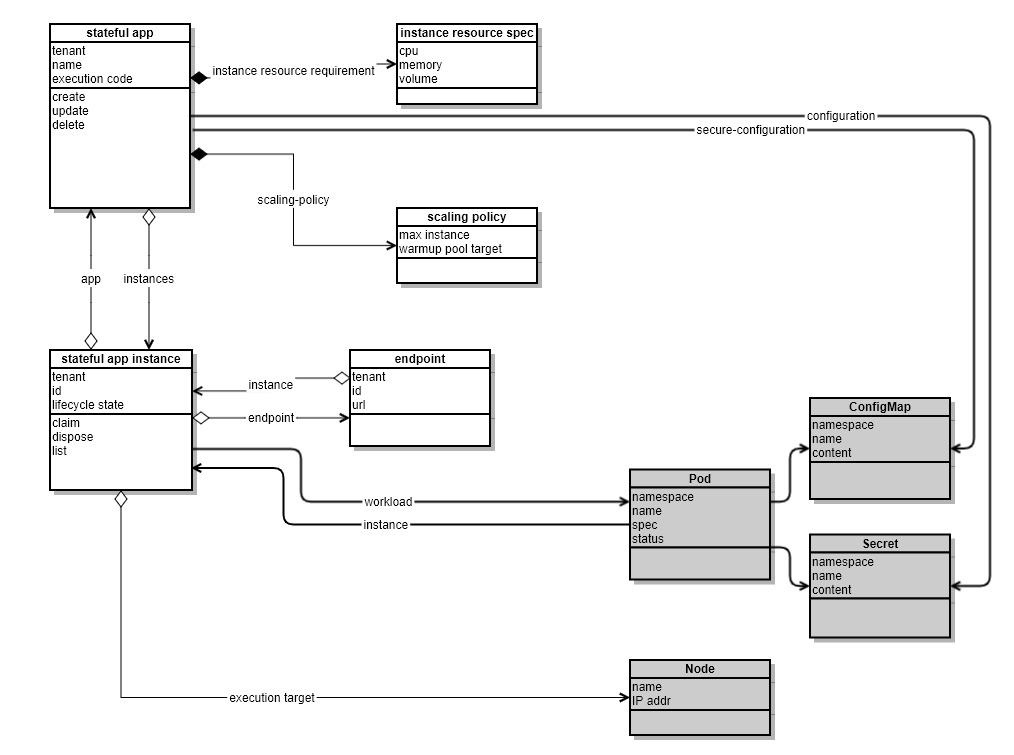 stateful app
tenant
name
execution code
create
update
delete
instance resource requirement
instance resource spec
cpu
memory
volume
configuration
secure-configuration
scaling-policy
scaling policy
max instance
warmup pool target
app
instances
stateful app instance
tenant
id
lifecycle state
claim
dispose
list
instance
endpoint
endpoint
tenant
id
url
workload
instance
Pod
namespace
name
spec
status
ConfigMap
namespace
name
content
Secret
namespace
name
content
execution target
Node
name
IP addr